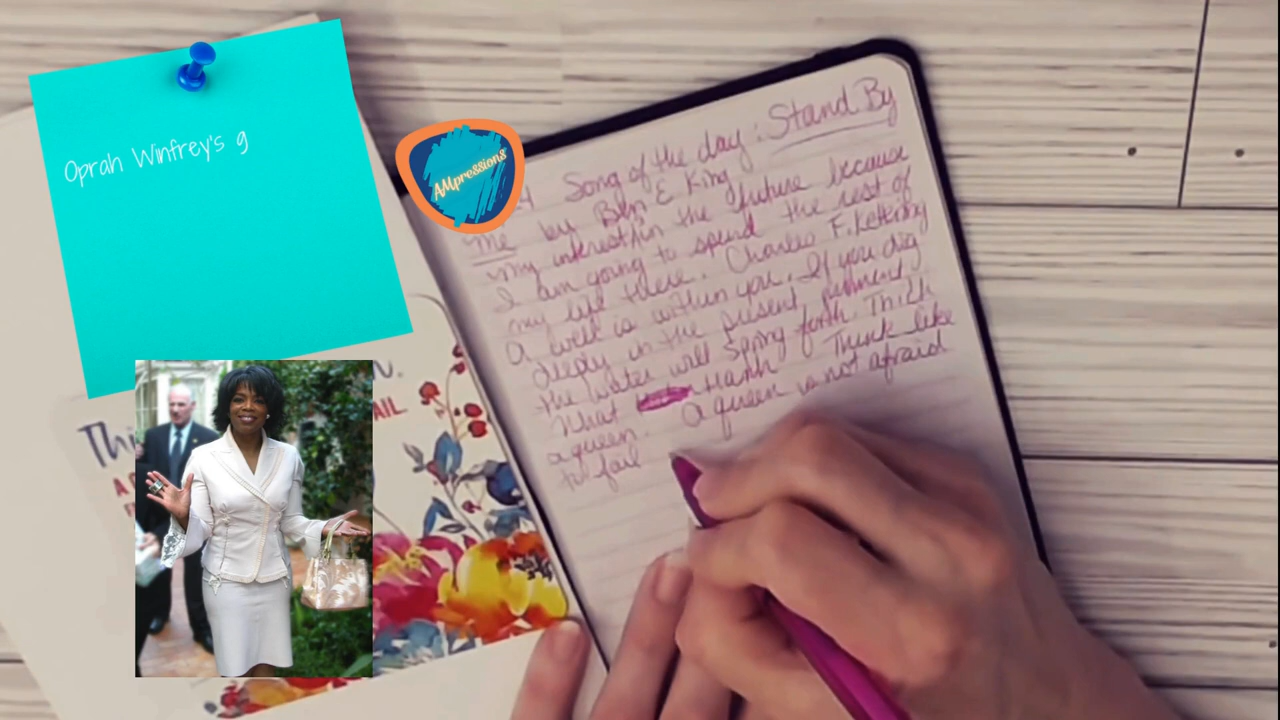 Oprah Winfrey's g
AMpressions
Song of the day: Stand By
Me by Ben E King
My interest in the future because
I am going to spend the rest of
my life there. Charles F. Kettering
A well is within you. If you dig
deeply in the present moment
the water will spring forth. Thich
Nhat Hanh Think like
a queen. A queen is not afraid
to fail
Thi
A
N.
AIL